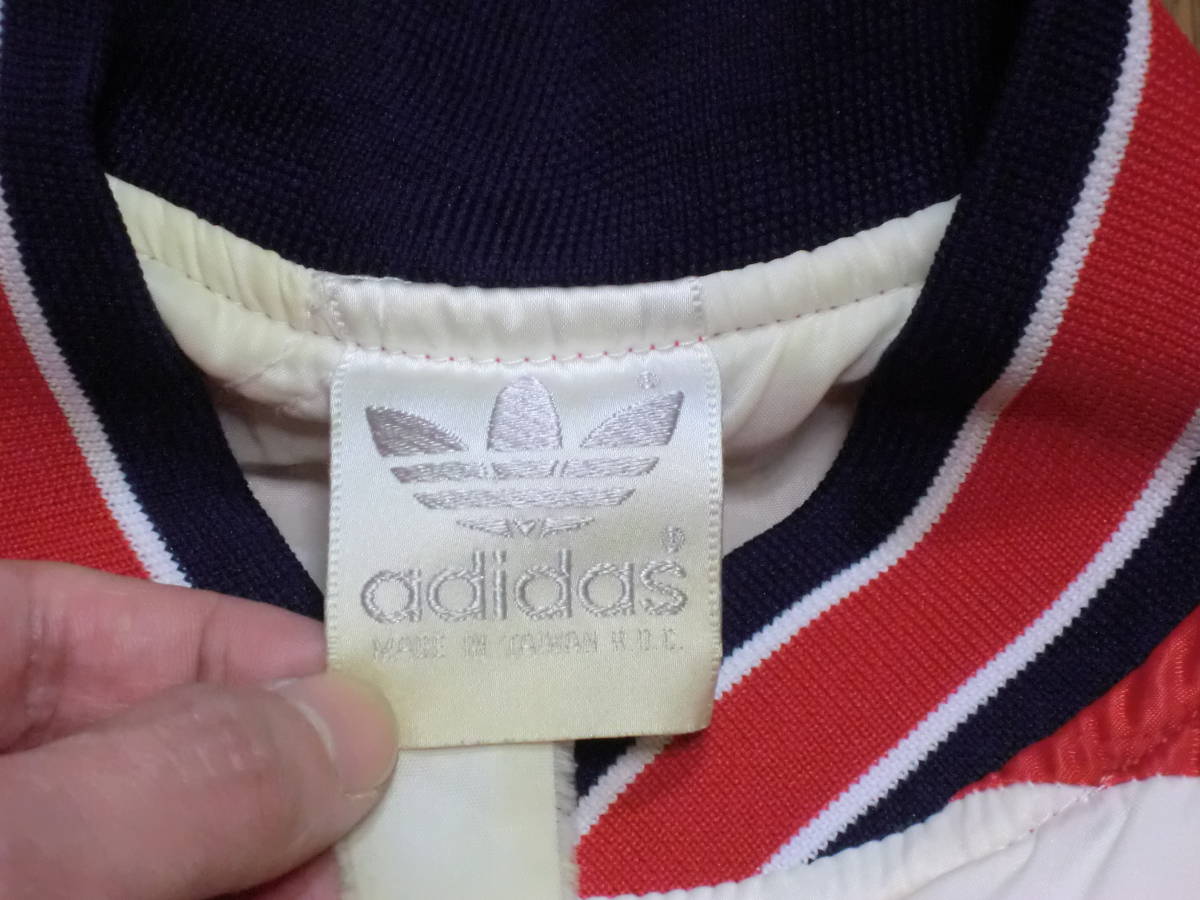 ®
adidas®
MADE IN TAIWAN R.O.C.